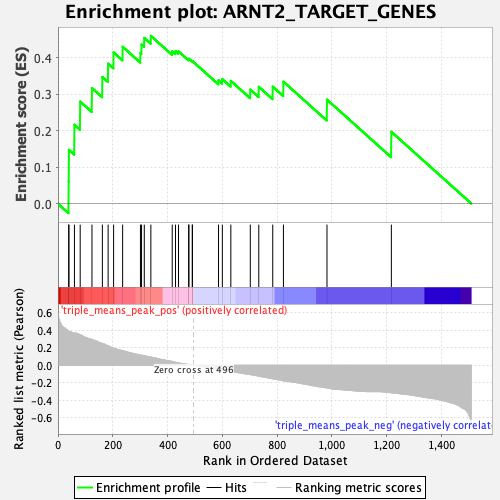 Enrichment plot: ARNT2_TARGET_GENES
Enrichment score (ES)
0.4
0.3
0.2
0.1
0.0
'triple_means_peak_pos' (positively correlated)
Ranked list metric (Pearson)
0.6
0.4
0.2
0.0
-0.2
-0.4
-0.6
Zero cross at 496
'triple_means_peak_neg' (negatively correlated)
0 200 400 600 800 1,000 1,200 1,400
Rank in Ordered Dataset
Enrichment profile Hits Ranking metric scores